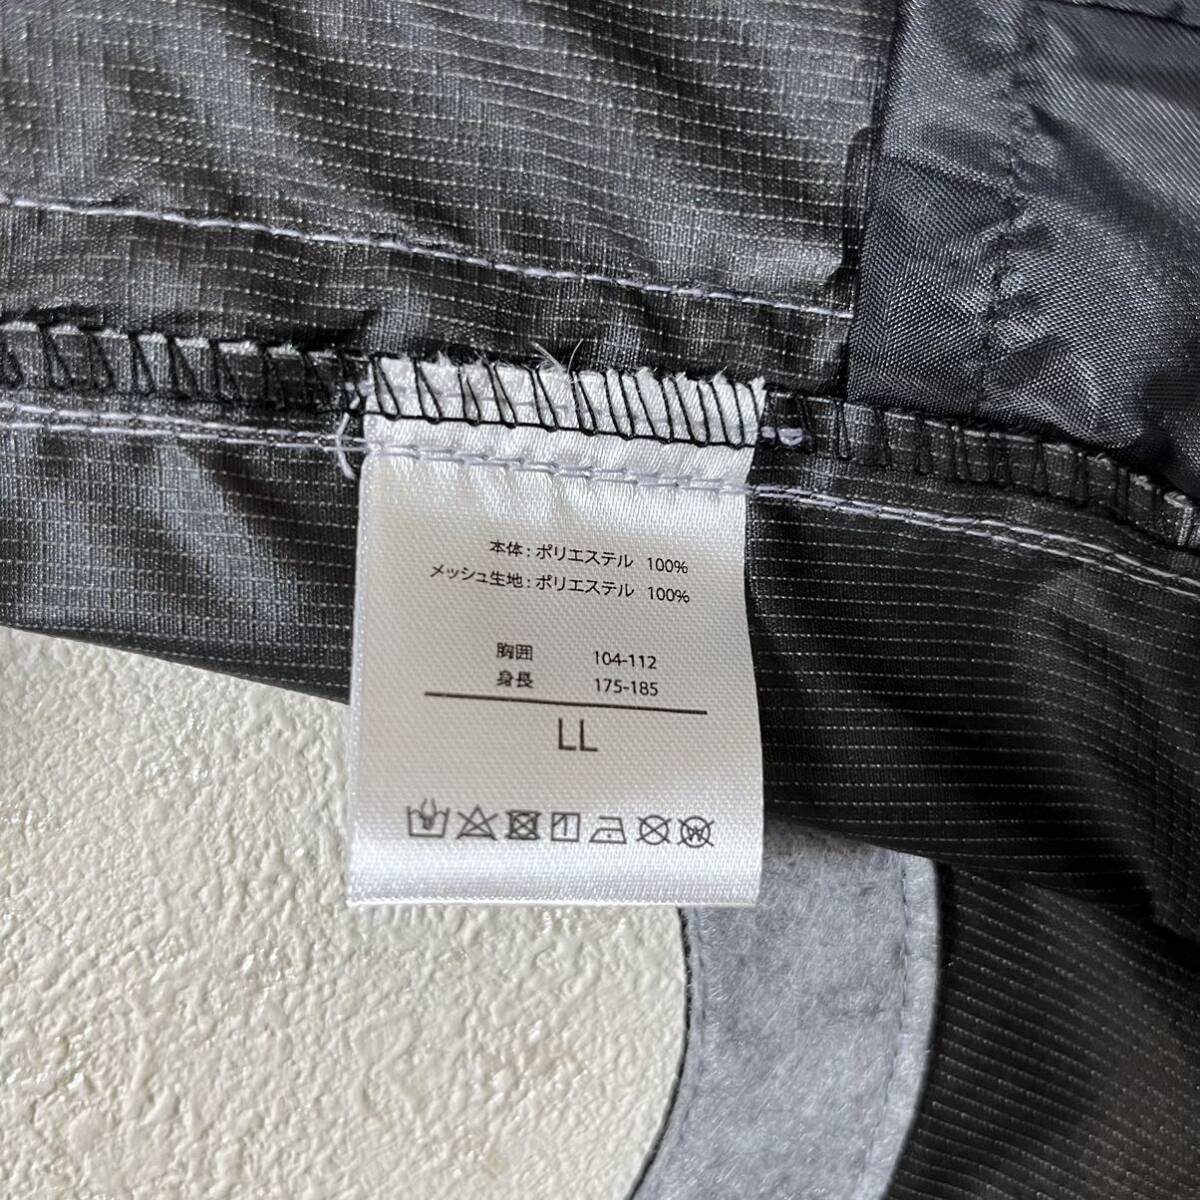 本体：ポリエステル 100%
メッシュ生地：ポリエステル 100%
胸囲 104-112
身長 175-185
LL